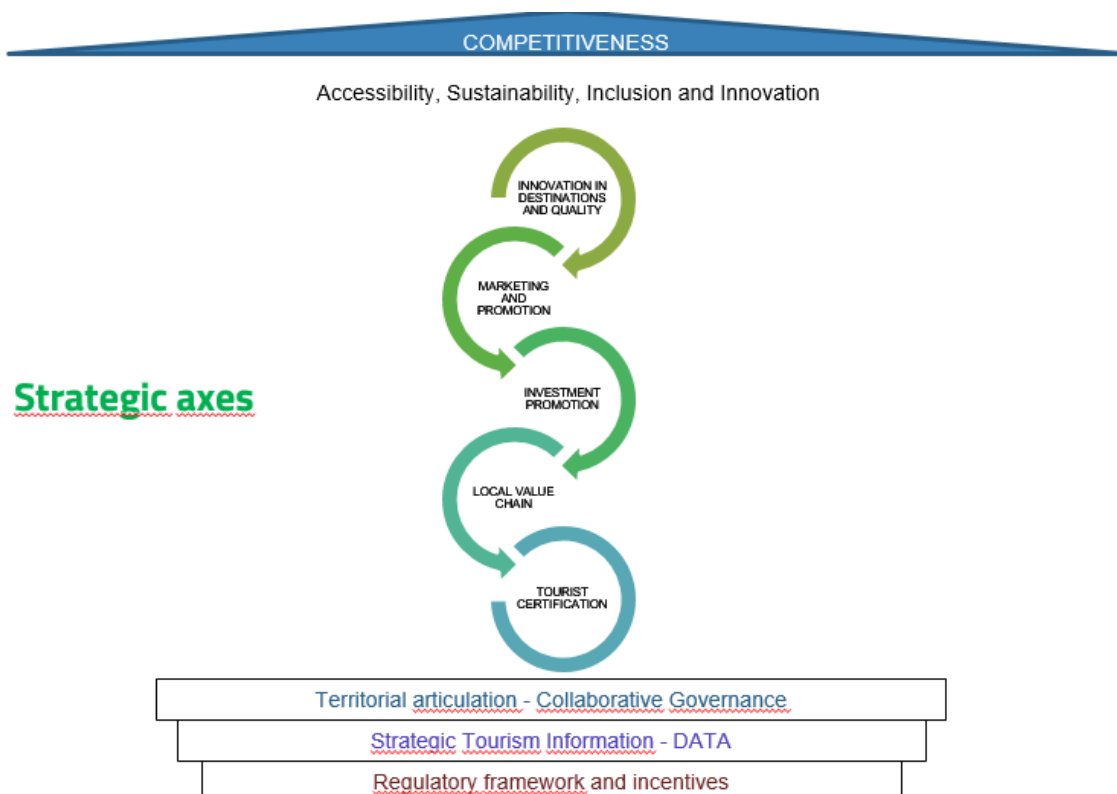 COMPETITIVENESS
Accessibility, Sustainability, Inclusion and Innovation
INNOVATION IN
DESTINATIONS
AND QUALITY
MARKETING
AND
PROMOTION
Strategic axes
INVESTMENT
PROMOTION
LOCAL VALUE
CHAIN
TOURIST
CERTIFICATION
Territorial articulation - Collaborative Governance
Strategic Tourism Information - DATA
Regulatory framework and incentives